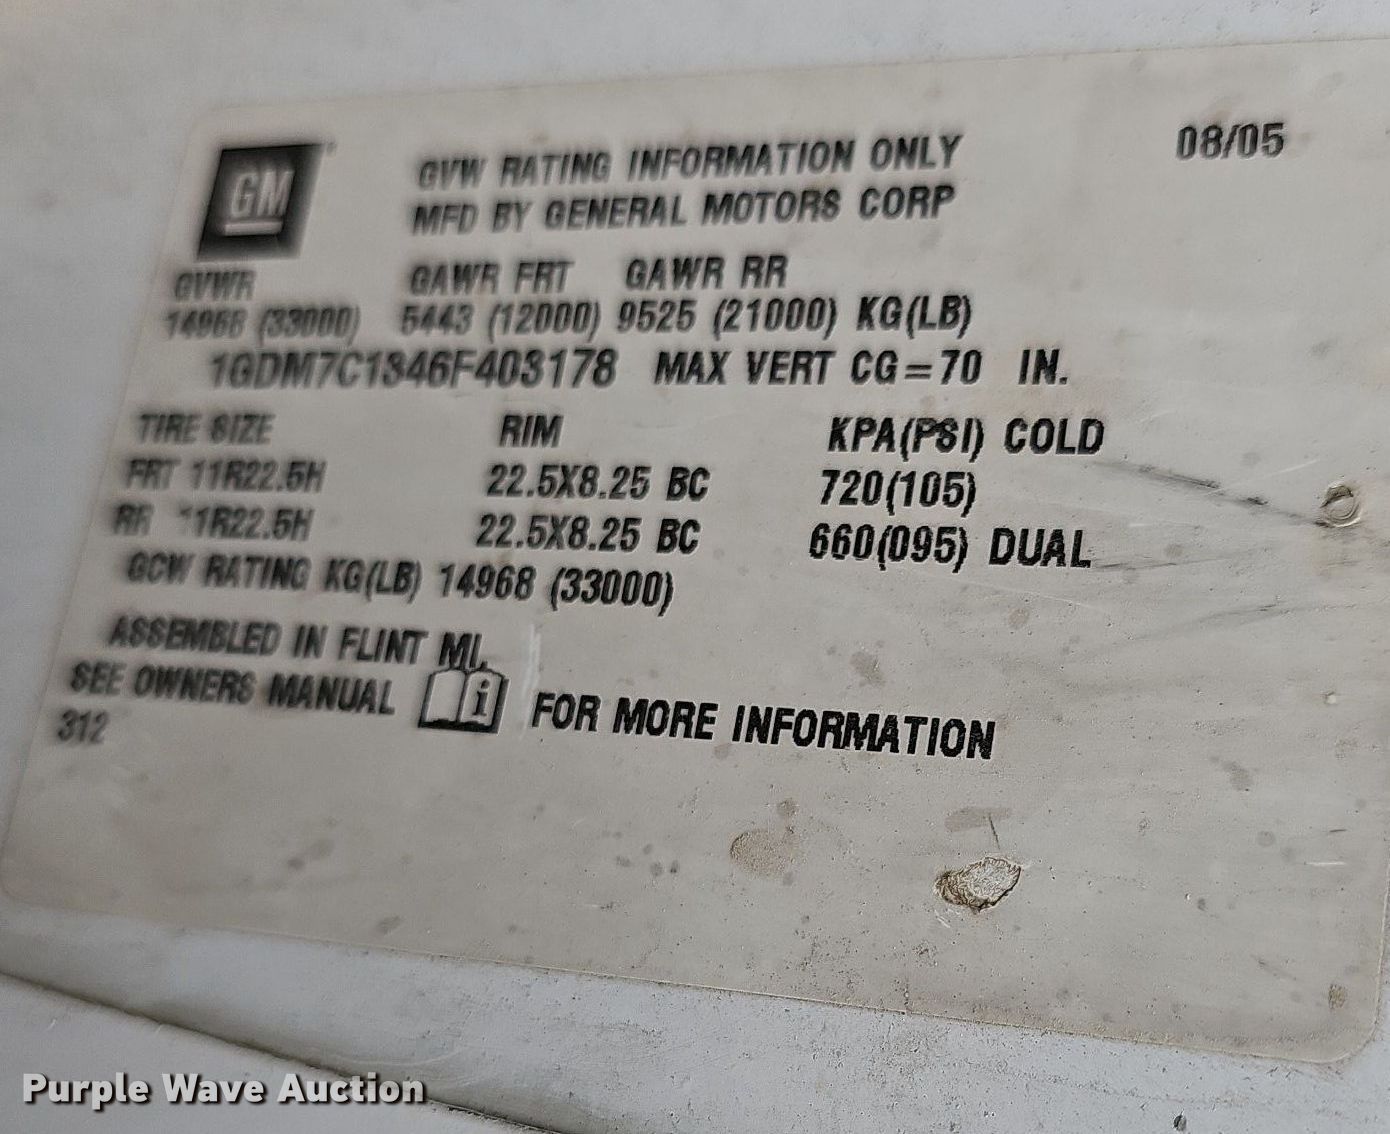 GM
08/05
GVW RATING INFORMATION ONLY
MFD BY GENERAL MOTORS CORP
GVWR GAWR FRT GAWR RR
14968 (33000) 5443 (12000) 9525 (21000) KG(LB)
1GDM7C1346F403178 MAX VERT CG=70 IN.
TIRE SIZE RIM KPA(PSI) COLD
FRT 11R22.5H 22.5X8.25 BC 720(105)
RR 11R22.5H 22.5X8.25 BC 660(095) DUAL
GCW RATING KG(LB) 14968 (33000)
ASSEMBLED IN FLINT MI.
SEE OWNERS MANUAL i FOR MORE INFORMATION
312
Purple Wave Auction